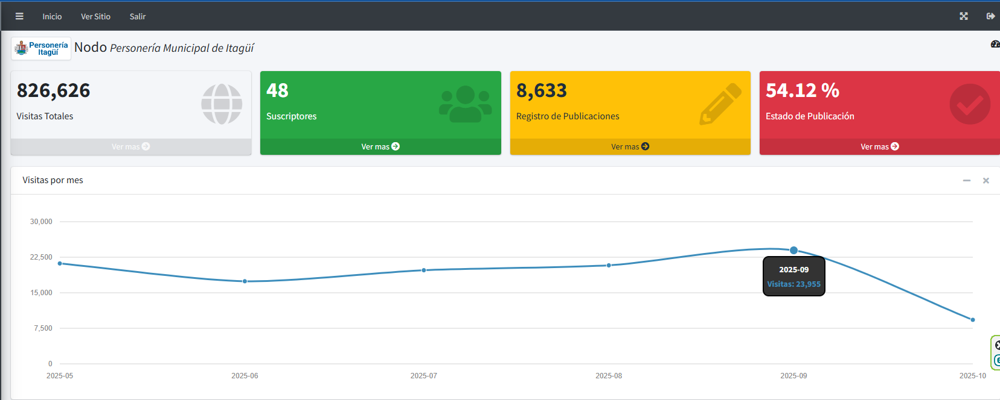 Inicio Ver Sitio Salir
Personería
Itagüí
Nodo Personería Municipal de Itagüí
826,626
Visitas Totales
Ver mas
48
Suscriptores
Ver mas
8,633
Registro de Publicaciones
Ver mas
54.12 %
Estado de Publicación
Ver mas
Visitas por mes
30,000
22,500
15,000
7,500
0
2025-09
Visitas: 23,955
2025-05 2025-06 2025-07 2025-08 2025-09 2025-10